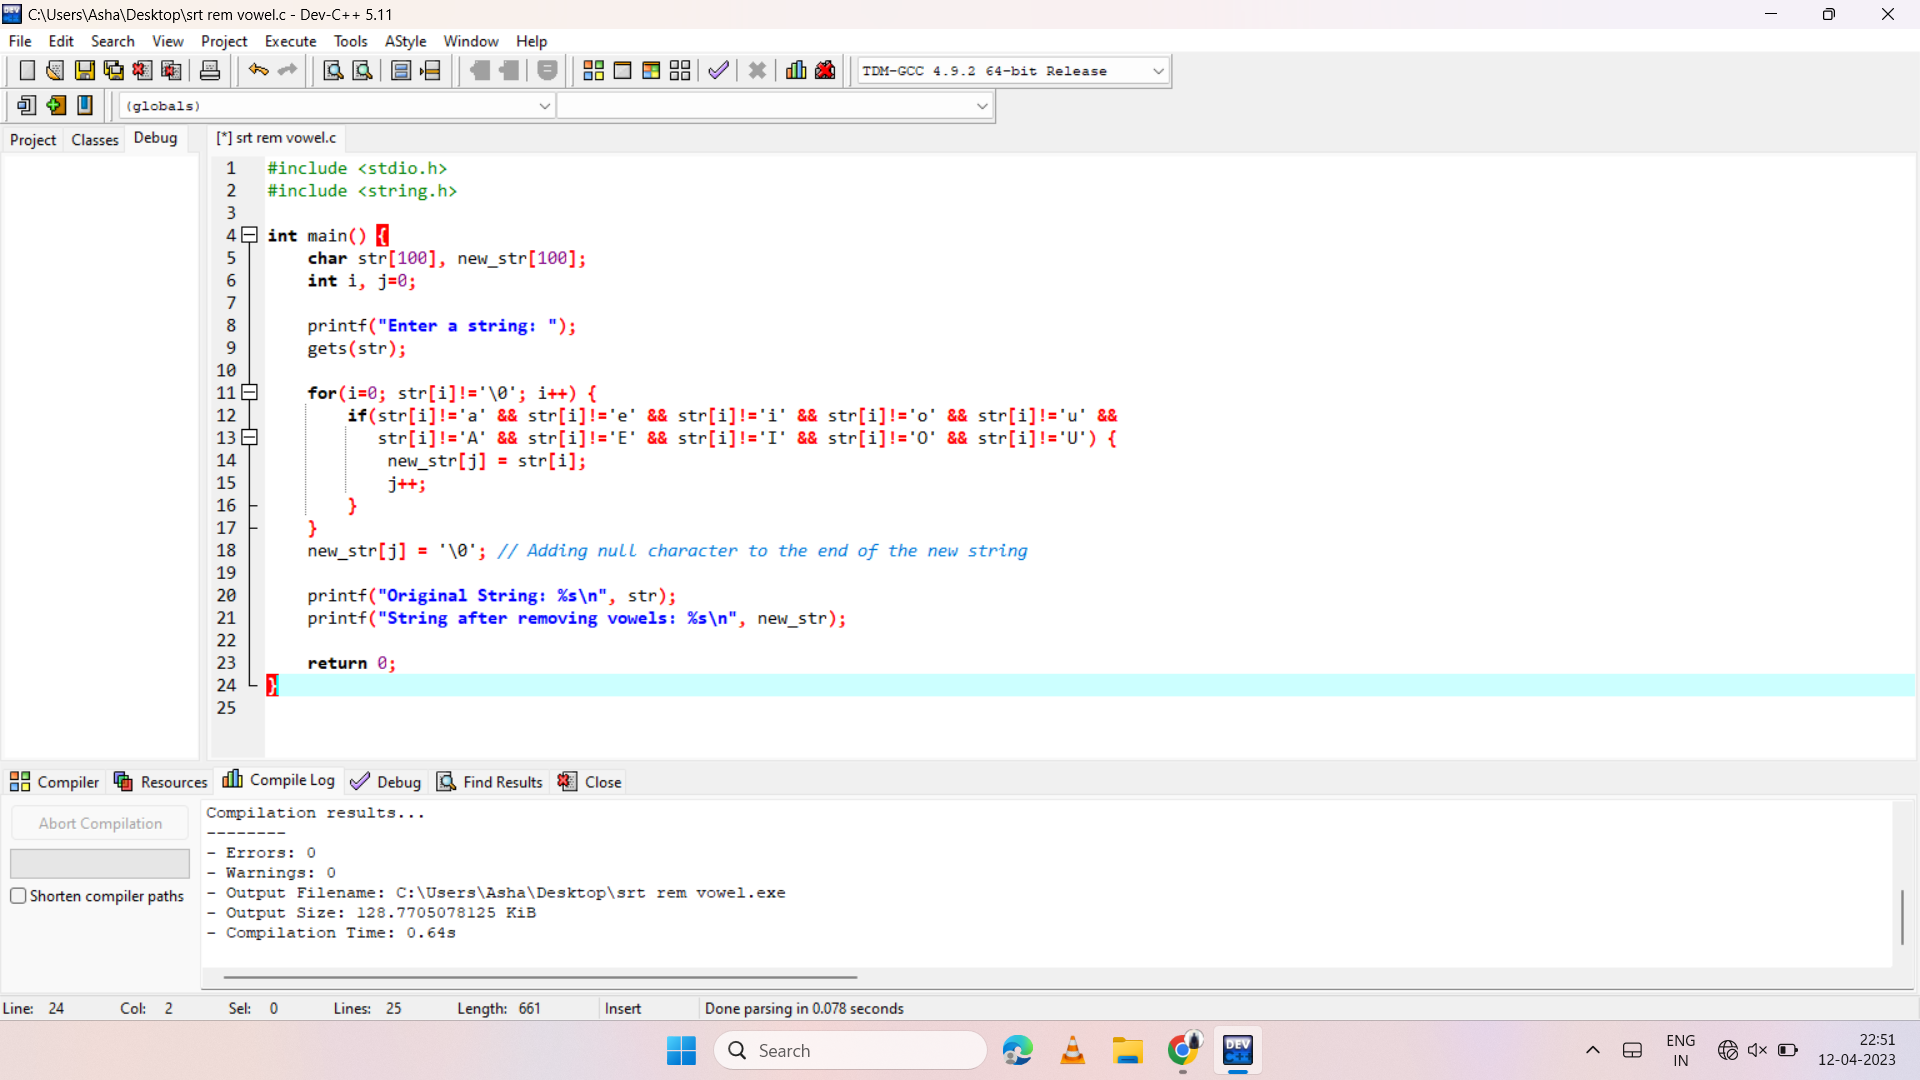 C:\Users\Asha\Desktop\srt rem vowel.c - Dev-C++ 5.11
File Edit Search View Project Execute Tools AStyle Window Help
TDM-GCC 4.9.2 64-bit Release
(globals)
Project Classes Debug [*] srt rem vowel.c
1 #include <stdio.h>
2 #include <string.h>
3
4 int main() {
5 char str[100], new_str[100];
6 int i, j=0;
7
8 printf("Enter a string: ");
9 gets(str);
10
11 for(i=0; str[i]!='\0'; i++) {
12 if(str[i]!='a' && str[i]!='e' && str[i]!='i' && str[i]!='o' && str[i]!='u' &&
13 str[i]!='A' && str[i]!='E' && str[i]!='I' && str[i]!='O' && str[i]!='U') {
14 new_str[j] = str[i];
15 j++;
16 }
17 }
18 new_str[j] = '\0'; // Adding null character to the end of the new string
19
20 printf("Original String: %s\n", str);
21 printf("String after removing vowels: %s\n", new_str);
22
23 return 0;
24 }
25
Compiler Resources Compile Log Debug Find Results Close
Abort Compilation
Shorten compiler paths
Compilation results...
--------
- Errors: 0
- Warnings: 0
- Output Filename: C:\Users\Asha\Desktop\srt rem vowel.exe
- Output Size: 128.7705078125 KiB
- Compilation Time: 0.64s
Line: 24 Col: 2 Sel: 0 Lines: 25 Length: 661 Insert Done parsing in 0.078 seconds
Search
DEV C++
ENG
IN
22:51
12-04-2023